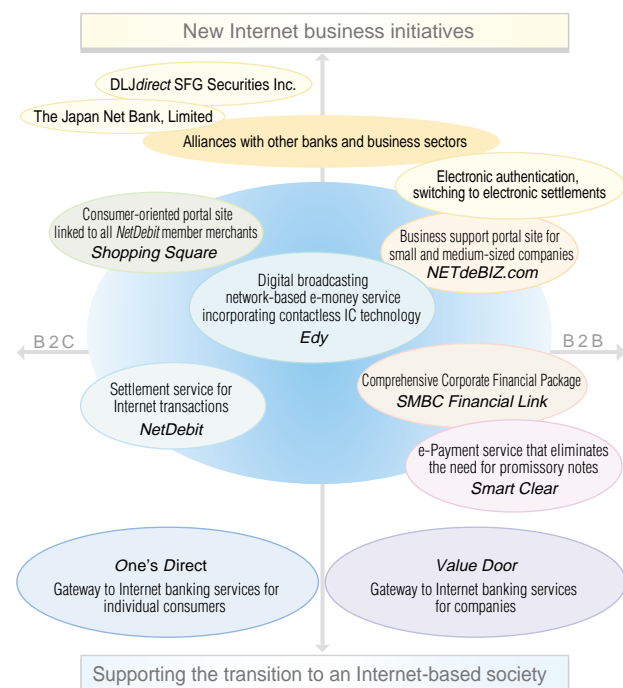 New Internet business initiatives
DLJdirect SFG Securities Inc.
The Japan Net Bank, Limited
Alliances with other banks and business sectors
Electronic authentication,
switching to electronic settlements
Consumer-oriented portal site
linked to all NetDebit member merchants
Shopping Square
Business support portal site for
small and medium-sized companies
NETdeBIZ.com
Digital broadcasting
network-based e-money service
incorporating contactless IC technology
Edy
B2C
B2B
Settlement service for
Internet transactions
NetDebit
Comprehensive Corporate Financial Package
SMBC Financial Link
e-Payment service that eliminates
the need for promissory notes
Smart Clear
One's Direct
Gateway to Internet banking services for
individual consumers
Value Door
Gateway to Internet banking services
for companies
Supporting the transition to an Internet-based society